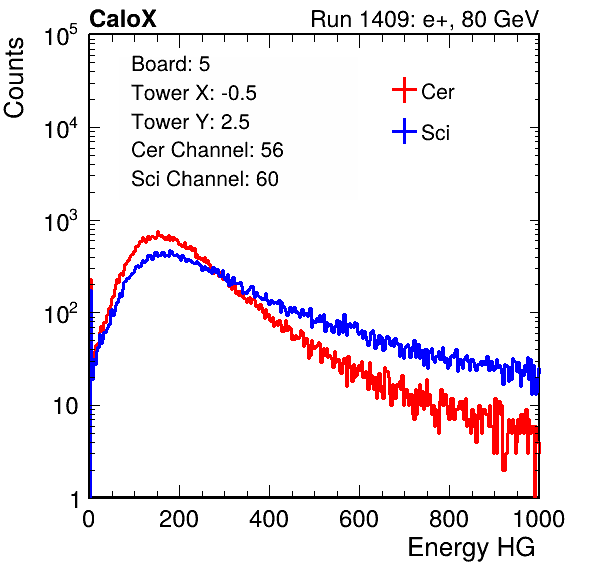 CaloX Run 1409: e+, 80 GeV
Counts
Board: 5
Tower X: -0.5
Tower Y: 2.5
Cer Channel: 56
Sci Channel: 60
Cer
Sci
10^5
10^4
10^3
10^2
10
1
0 200 400 600 800 1000
Energy HG